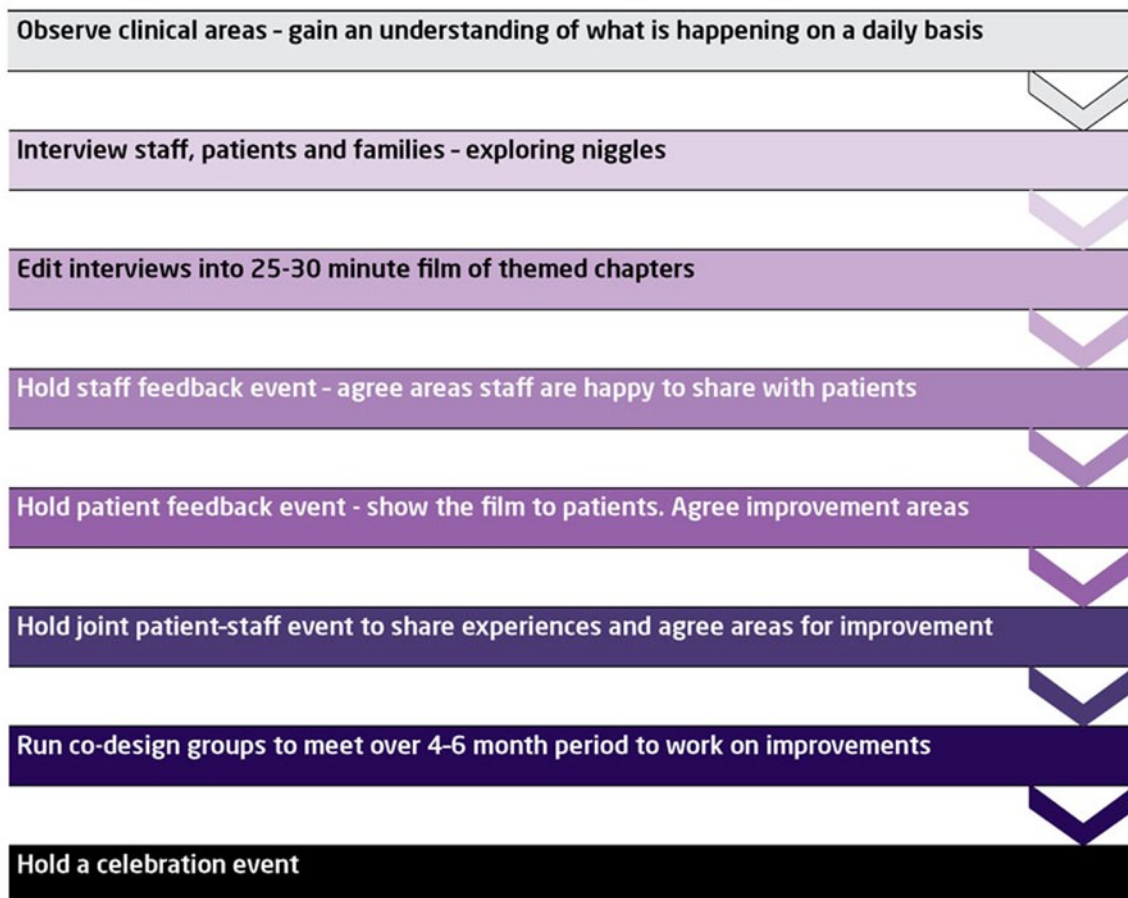 Observe clinical areas – gain an understanding of what is happening on a daily basis
Interview staff, patients and families – exploring niggles
Edit interviews into 25-30 minute film of themed chapters
Hold staff feedback event – agree areas staff are happy to share with patients
Hold patient feedback event - show the film to patients. Agree improvement areas
Hold joint patient–staff event to share experiences and agree areas for improvement
Run co-design groups to meet over 4–6 month period to work on improvements
Hold a celebration event